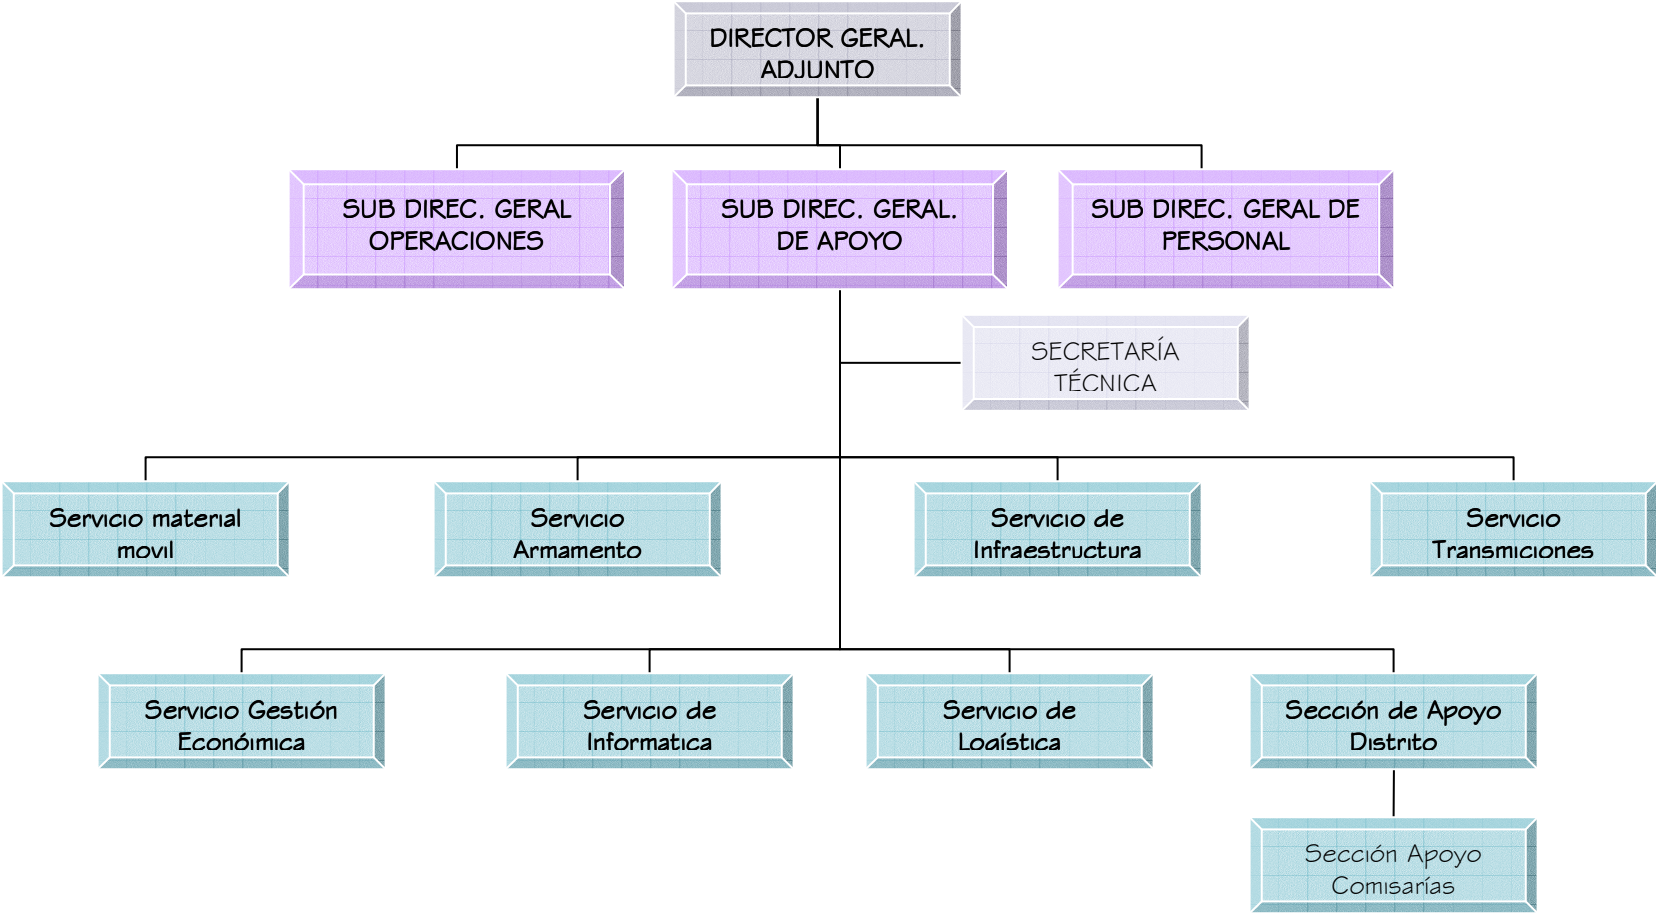 DIRECTOR GERAL.
ADJUNTO
SUB DIREC. GERAL
OPERACIONES
SUB DIREC. GERAL.
DE APOYO
SUB DIREC. GERAL DE
PERSONAL
SECRETARÍA
TÉCNICA
Servicio material
movil
Servicio
Armamento
Servicio de
Infraestructura
Servicio
Transmiciones
Servicio Gestión
Económica
Servicio de
Informatica
Servicio de
Logística
Sección de Apoyo
Distrito
Sección Apoyo
Comisarías